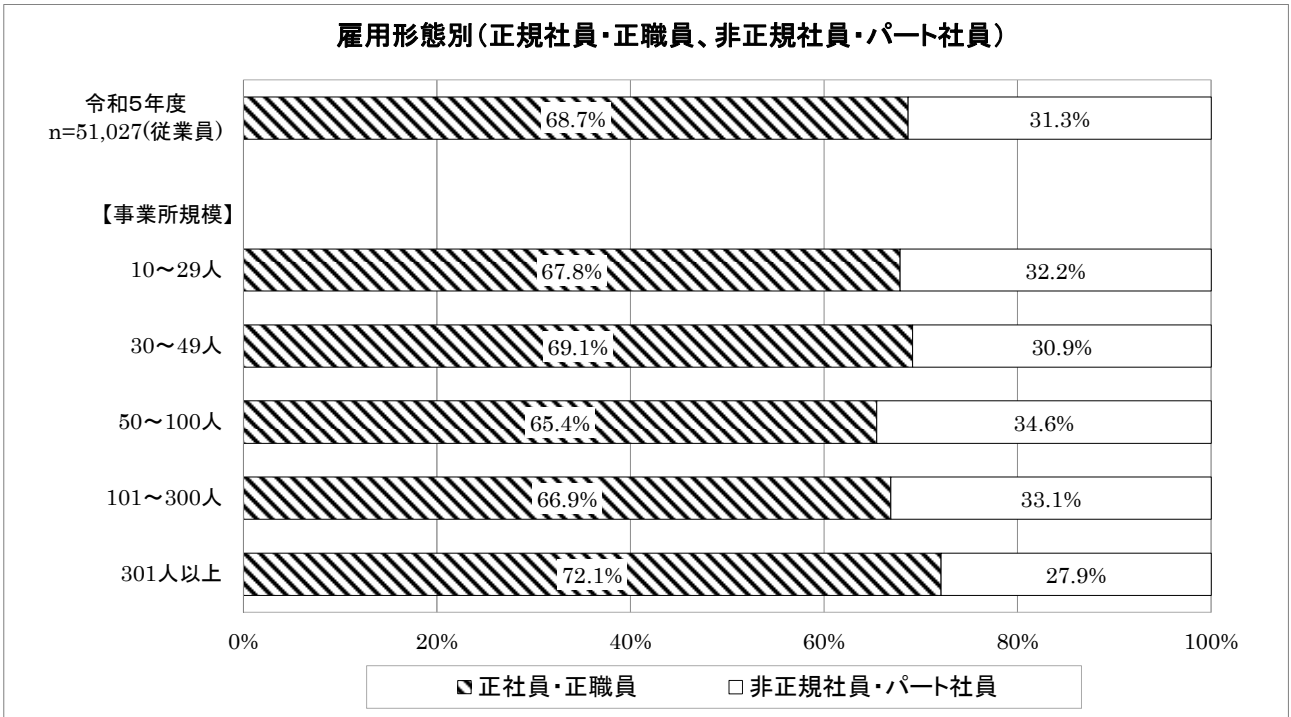 雇用形態別（正規社員・正職員、非正規社員・パート社員）
令和5年度
n=51,027(従業員)
68.7%
31.3%
【事業所規模】
10～29人
67.8%
32.2%
30～49人
69.1%
30.9%
50～100人
65.4%
34.6%
101～300人
66.9%
33.1%
301人以上
72.1%
27.9%
0%
20%
40%
60%
80%
100%
正社員・正職員
非正規社員・パート社員